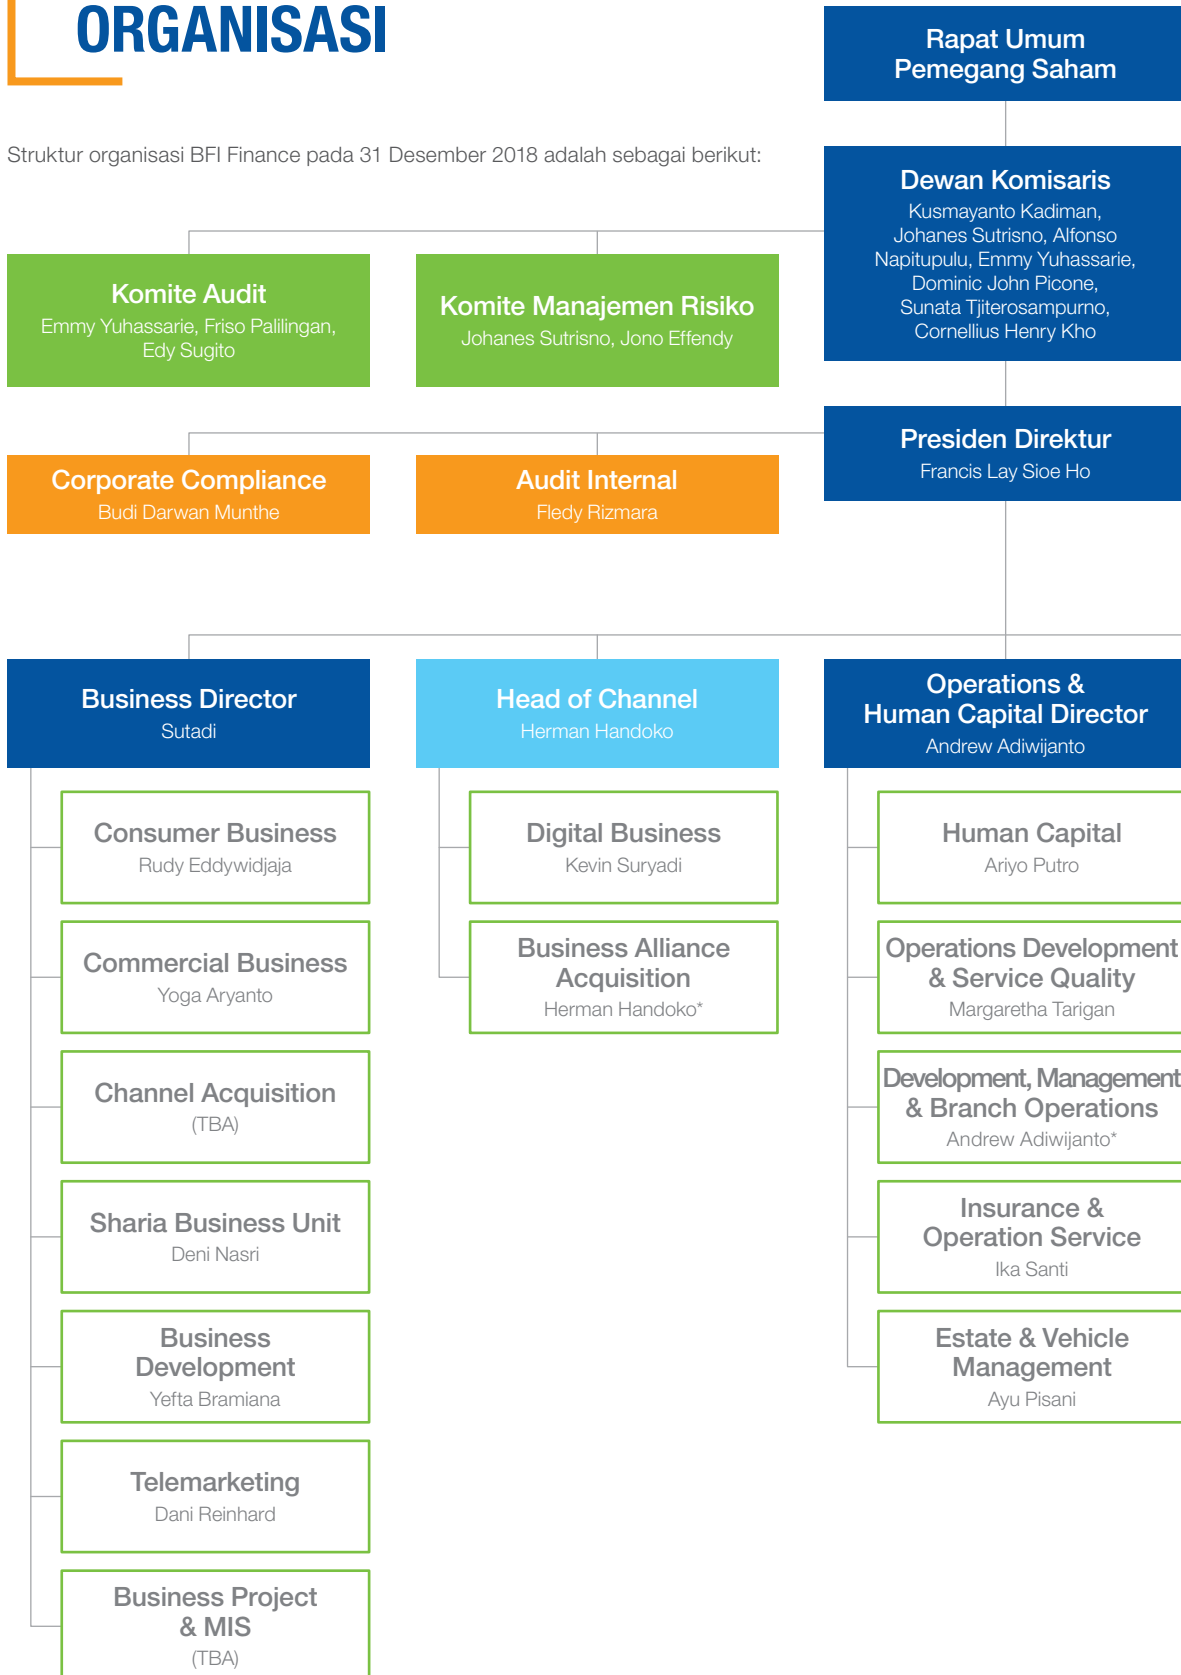 ORGANISASI
Rapat Umum
Pemegang Saham
Struktur organisasi BFI Finance pada 31 Desember 2018 adalah sebagai berikut:
Dewan Komisaris
Kusmayanto Kadiman,
Johanes Sutrisno, Alfonso
Napitupulu, Emmy Yuhassarie,
Dominic John Picone,
Sunata Tjiterosampurno,
Cornellius Henry Kho
Komite Audit
Emmy Yuhassarie, Friso Palilingan,
Edy Sugito
Komite Manajemen Risiko
Johanes Sutrisno, Jono Effendy
Presiden Direktur
Francis Lay Sioe Ho
Corporate Compliance
Budi Darwan Munthe
Audit Internal
Fledy Rizmara
Business Director
Sutadi
Head of Channel
Herman Handoko
Operations &
Human Capital Director
Andrew Adiwijanto
Consumer Business
Rudy Eddywidjaja
Commercial Business
Yoga Aryanto
Channel Acquisition
(TBA)
Sharia Business Unit
Deni Nasri
Business
Development
Yefta Bramiana
Telemarketing
Dani Reinhard
Business Project
& MIS
(TBA)
Digital Business
Kevin Suryadi
Business Alliance
Acquisition
Herman Handoko*
Human Capital
Ariyo Putro
Operations Development
& Service Quality
Margaretha Tarigan
Development, Management
& Branch Operations
Andrew Adiwijanto*
Insurance &
Operation Service
Ika Santi
Estate & Vehicle
Management
Ayu Pisani